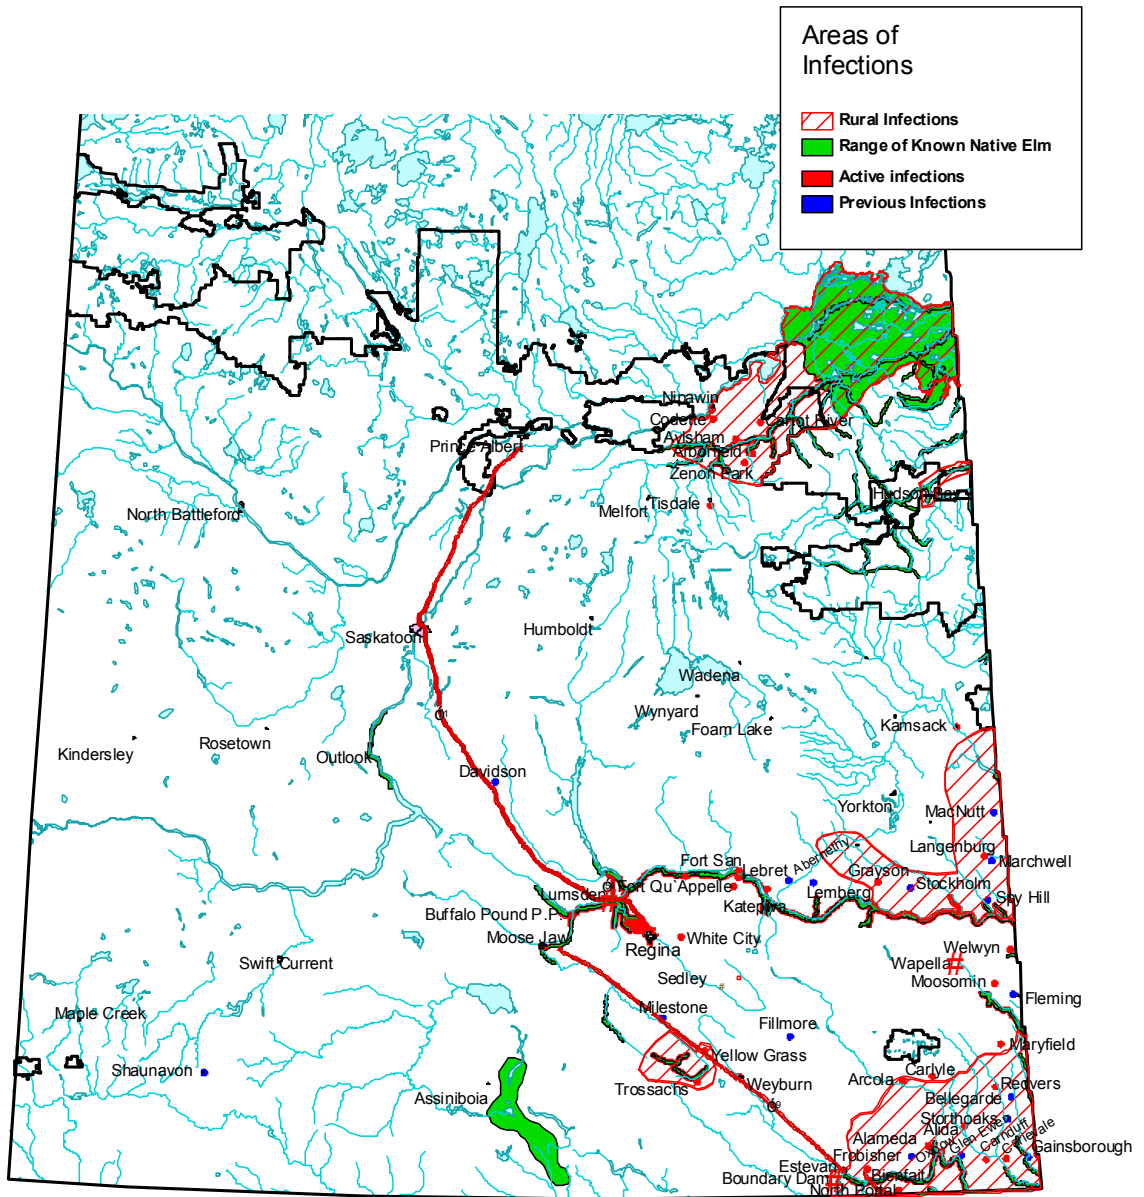 Areas of
Infections
Rural Infections
Range of Known Native Elm
Active infections
Previous Infections
Nipawin
Codette
Carrot River
Aylsham
Prince Albert
Arborfield
Zenon Park
Hudson Bay
Tisdale
Melfort
North Battleford
Humboldt
Saskatoon
Wadena
Wynyard
Kamsack
Foam Lake
Rosetown
Kindersley
Outlook
Davidson
Yorkton
MacNutt
Langenburg
Marchwell
Fort San
Lebret
Abernethy
Grayson
Stockholm
Fort Qu`Appelle
Lemberg
Lumsden
Spy Hill
Katepwa
Buffalo Pound P.P.
Moose Jaw
White City
Regina
Welwyn
Wapella
Swift Current
Sedley
Moosomin
Fleming
Milestone
Maple Creek
Fillmore
Maryfield
Yellow Grass
Shaunavon
Carlyle
Arcola
Weyburn
Redvers
Trossachs
Bellegarde
Assiniboia
Storthoaks
Alida
Alameda
Oxbow
Glen-Ewen
Carnduff
Carievale
Gainsborough
Frobisher
Estevan
Bienfait
Boundary Dam
North Portal